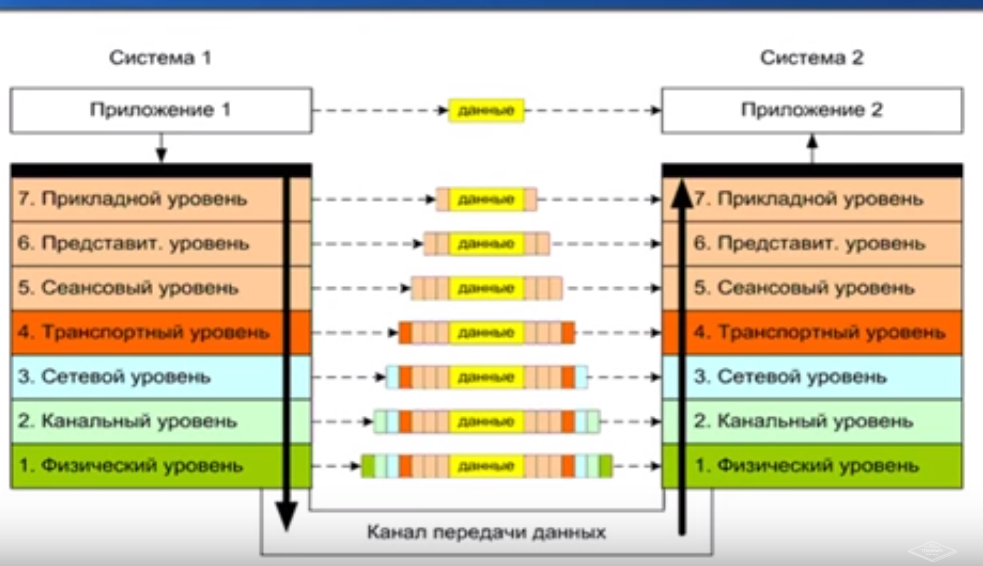 Система 1
Система 2
Приложение 1
данные
Приложение 2
7. Прикладной уровень
данные
7. Прикладной уровень
6. Представит. уровень
данные
6. Представит. уровень
5. Сеансовый уровень
данные
5. Сеансовый уровень
4. Транспортный уровень
данные
4. Транспортный уровень
3. Сетевой уровень
данные
3. Сетевой уровень
2. Канальный уровень
данные
2. Канальный уровень
1. Физический уровень
данные
1. Физический уровень
Канал передачи данных